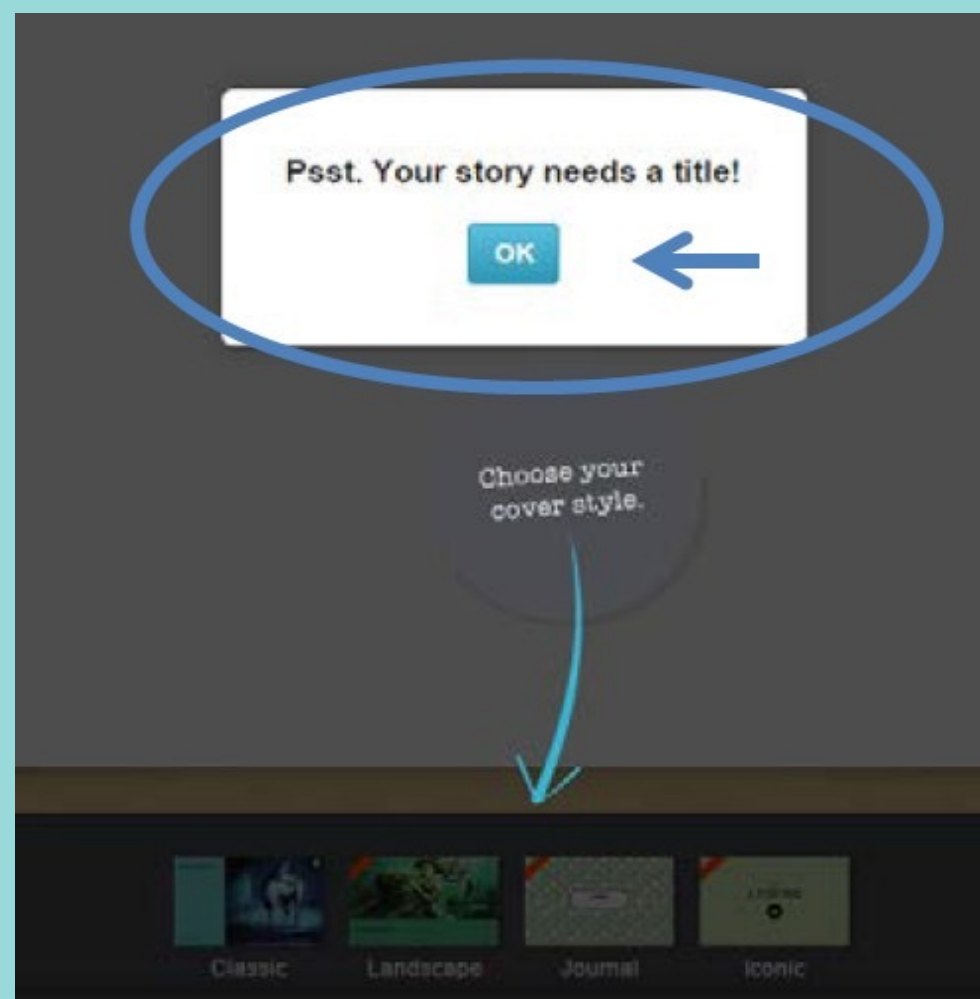 Psst. Your story needs a title!
OK
Choose your
cover style.
Classic
Landscape
Journal
Iconic